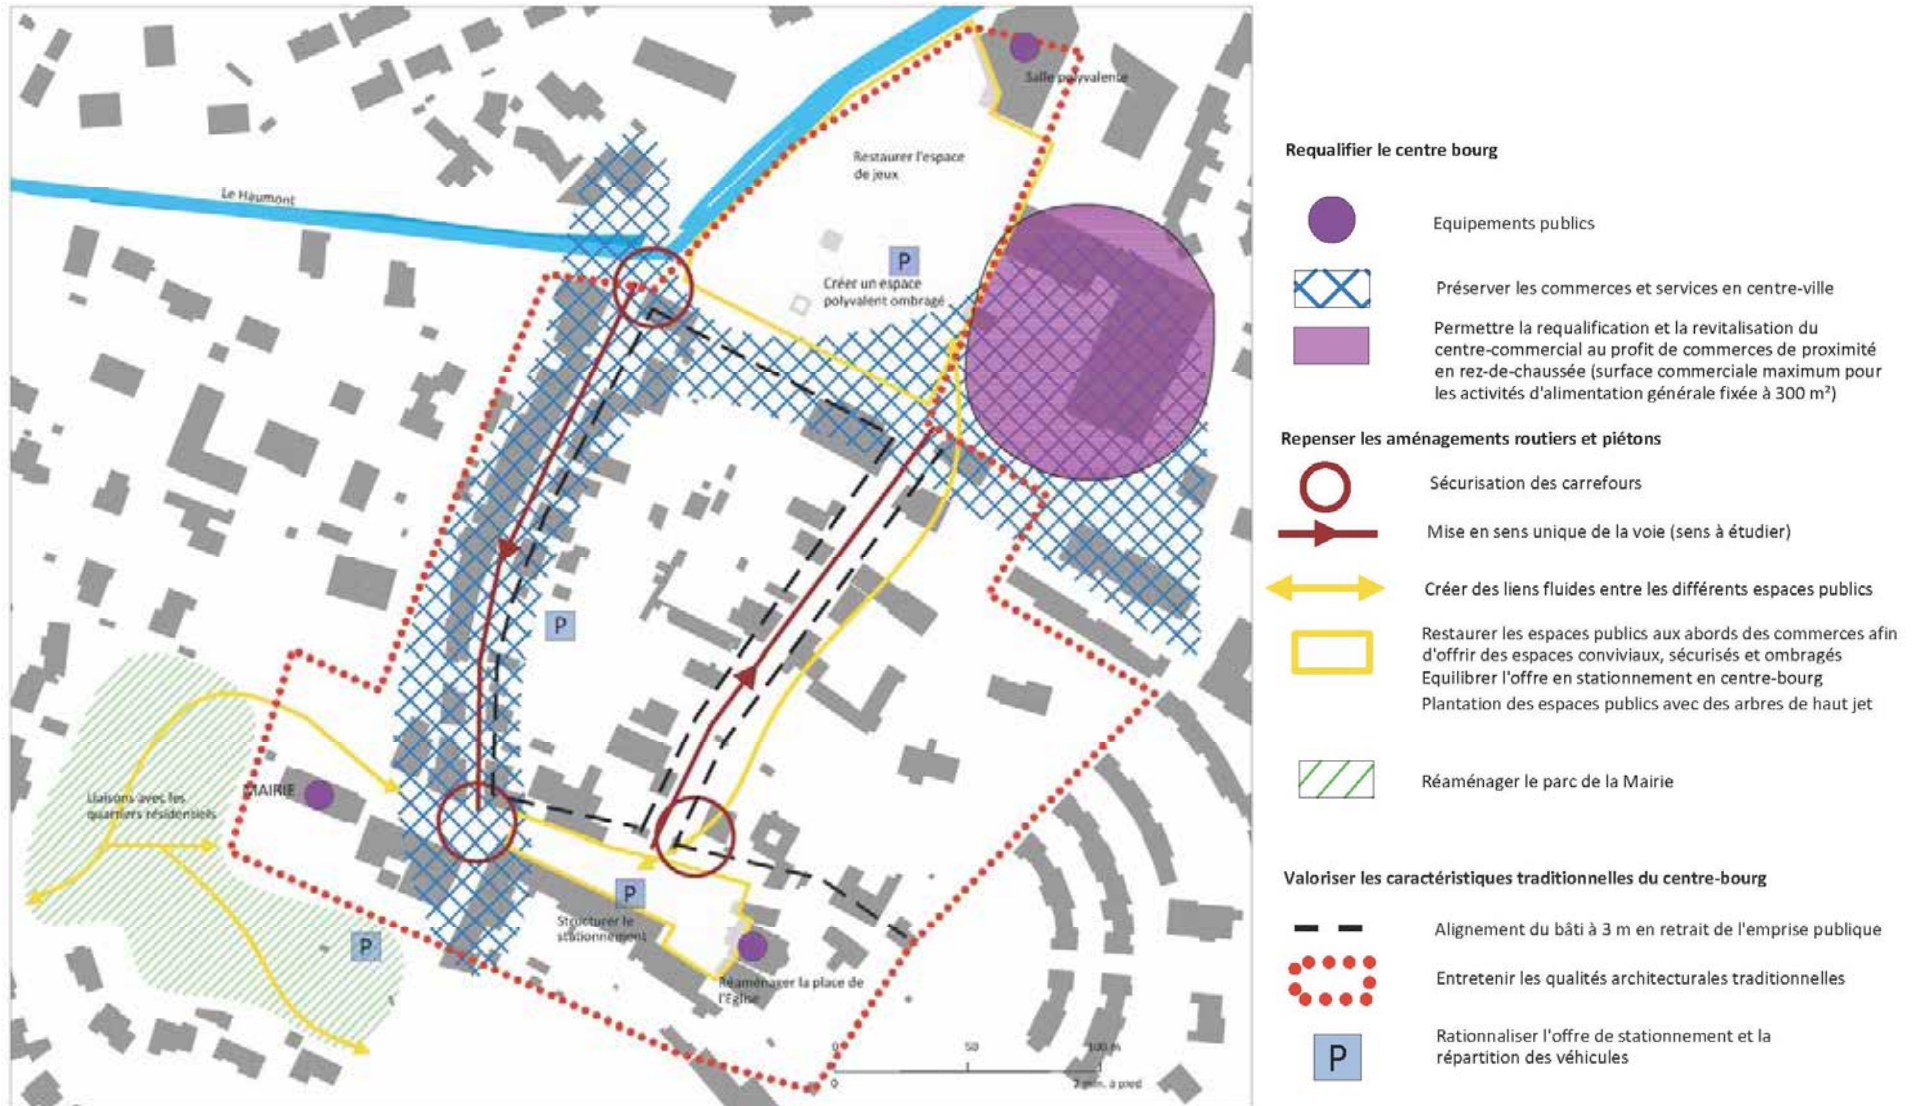 Salle polyvalente
Restaurer l'espace
de jeux
Le Haumont
P
Créer un espace
polyvalent ombragé
P
MAIRIE
Liaisons avec les
quartiers résidentiels
P
P
Structurer le
stationnement
Réaménager la place de
l'Eglise
0 50 100 m
0 2 min. à pied
Requalifier le centre bourg
Equipements publics
Préserver les commerces et services en centre-ville
Permettre la requalification et la revitalisation du
centre-commercial au profit de commerces de proximité
en rez-de-chaussée (surface commerciale maximum pour
les activités d'alimentation générale fixée à 300 m²)
Repenser les aménagements routiers et piétons
Sécurisation des carrefours
Mise en sens unique de la voie (sens à étudier)
Créer des liens fluides entre les différents espaces publics
Restaurer les espaces publics aux abords des commerces afin
d'offrir des espaces conviviaux, sécurisés et ombragés
Equilibrer l'offre en stationnement en centre-bourg
Plantation des espaces publics avec des arbres de haut jet
Réaménager le parc de la Mairie
Valoriser les caractéristiques traditionnelles du centre-bourg
Alignement du bâti à 3 m en retrait de l'emprise publique
Entretenir les qualités architecturales traditionnelles
P
Rationnaliser l'offre de stationnement et la
répartition des véhicules